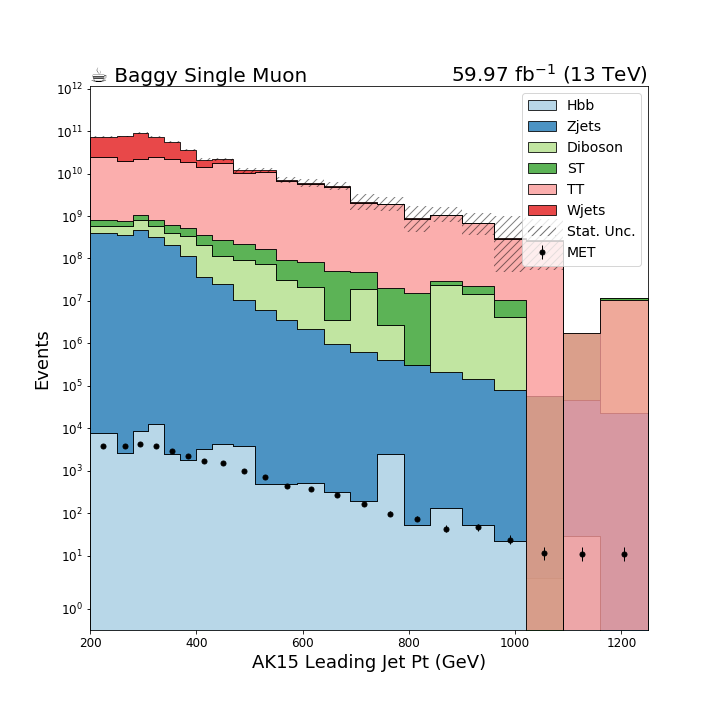 ☕ Baggy Single Muon 59.97 fb⁻¹ (13 TeV)
Hbb
Zjets
Diboson
ST
TT
Wjets
Stat. Unc.
MET
Events
10¹²
10¹¹
10¹⁰
10⁹
10⁸
10⁷
10⁶
10⁵
10⁴
10³
10²
10¹
10⁰
200 400 600 800 1000 1200
AK15 Leading Jet Pt (GeV)